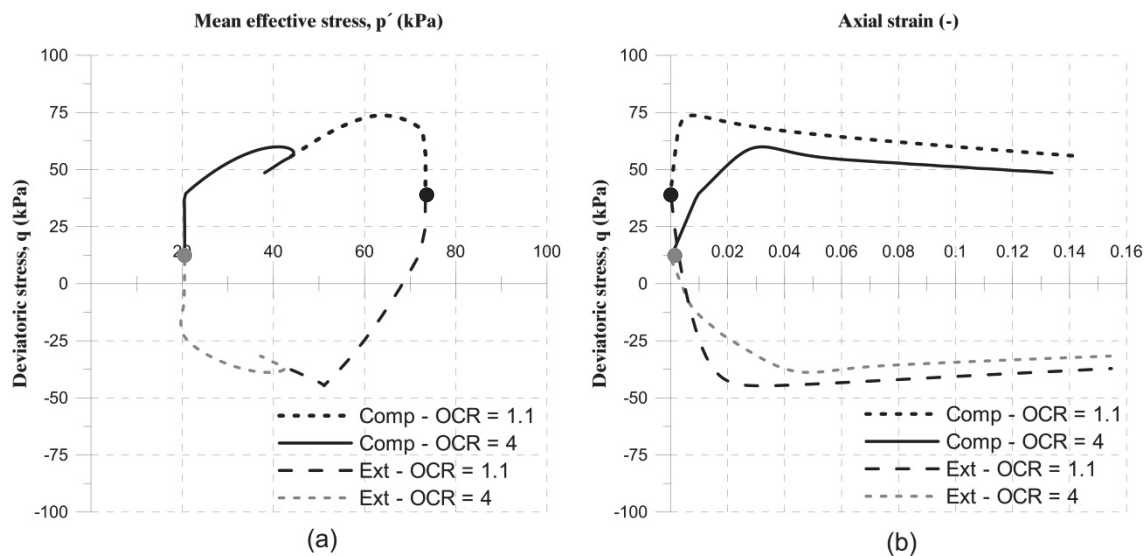 Mean effective stress, p´ (kPa)
100
75
50
25
0
-25
-50
-75
-100
20
40
60
80
100
Deviatoric stress, q (kPa)
Comp - OCR = 1.1
Comp - OCR = 4
Ext - OCR = 1.1
Ext - OCR = 4
(a)
Axial strain (-)
100
75
50
25
0
-25
-50
-75
-100
0.02
0.04
0.06
0.08
0.1
0.12
0.14
0.16
Deviatoric stress, q (kPa)
Comp - OCR = 1.1
Comp - OCR = 4
Ext - OCR = 1.1
Ext - OCR = 4
(b)